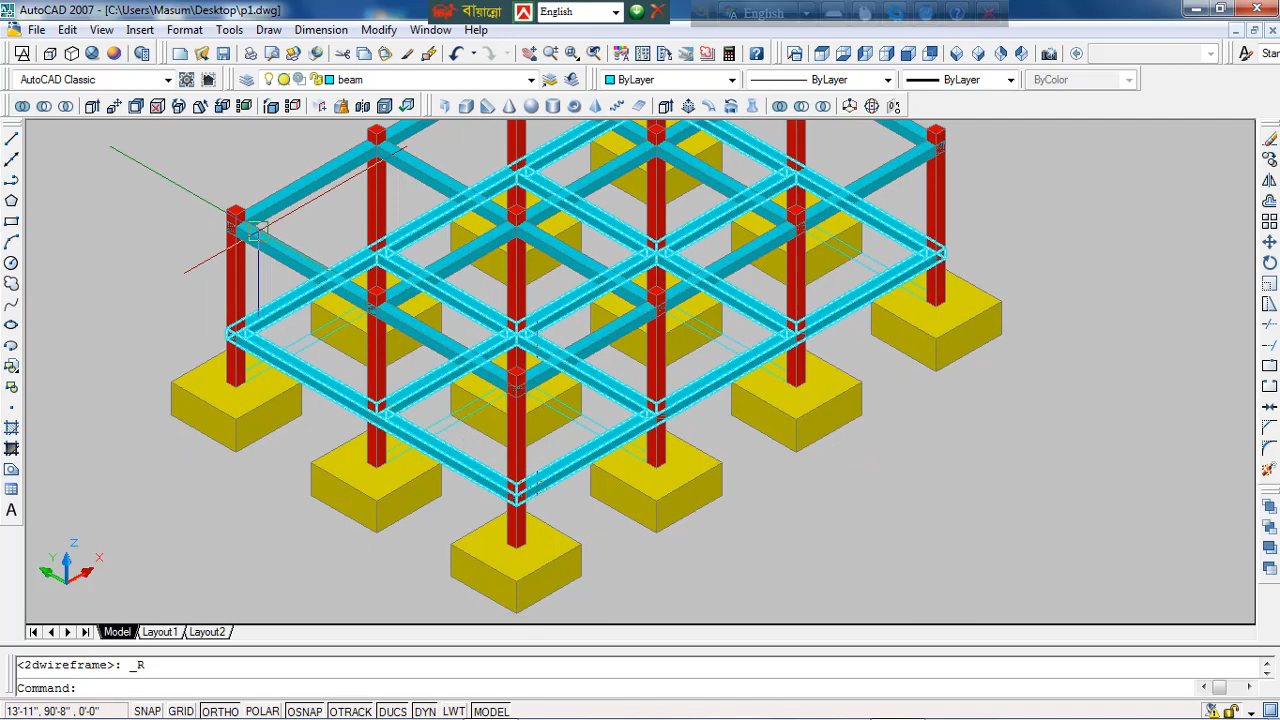 AutoCAD 2007 - [C:\Users\Masum\Desktop\p1.dwg]
বায়ান্নো
English
English
File Edit View Insert Format Tools Draw Dimension Modify Window Help
AutoCAD Classic
beam
ByLayer
ByLayer
ByLayer
ByColor
Star
Z
Y
X
Model Layout1 Layout2
<2dwireframe>: _R
Command:
13'-11", 90'-8" , 0'-0"
SNAP GRID ORTHO POLAR OSNAP OTRACK DUCS DYN LWT MODEL
A